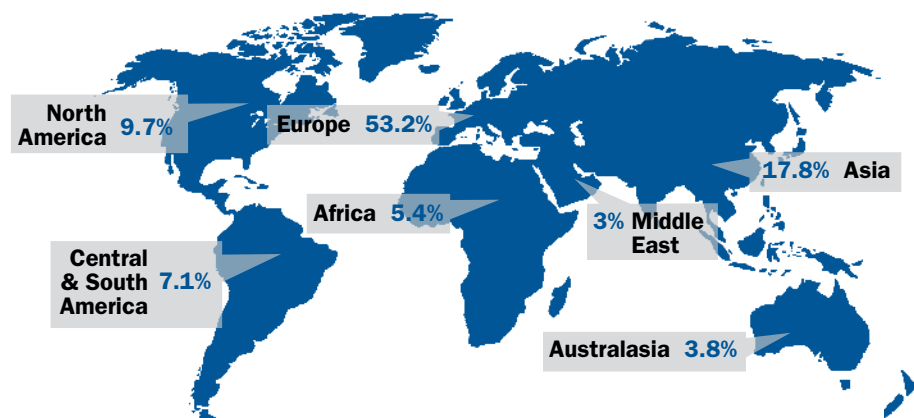 North
America 9.7%
Europe 53.2%
17.8% Asia
Africa 5.4%
3% Middle
East
Central
& South 7.1%
America
Australasia 3.8%